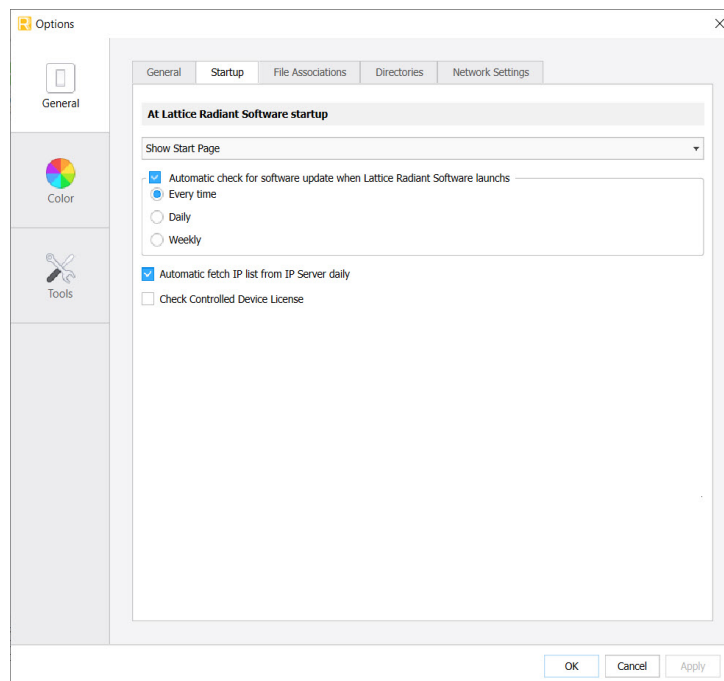 Options
General
Color
Tools
General Startup File Associations Directories Network Settings
At Lattice Radiant Software startup
Show Start Page
Automatic check for software update when Lattice Radiant Software launchs
Every time
Daily
Weekly
Automatic fetch IP list from IP Server daily
Check Controlled Device License
OK Cancel Apply